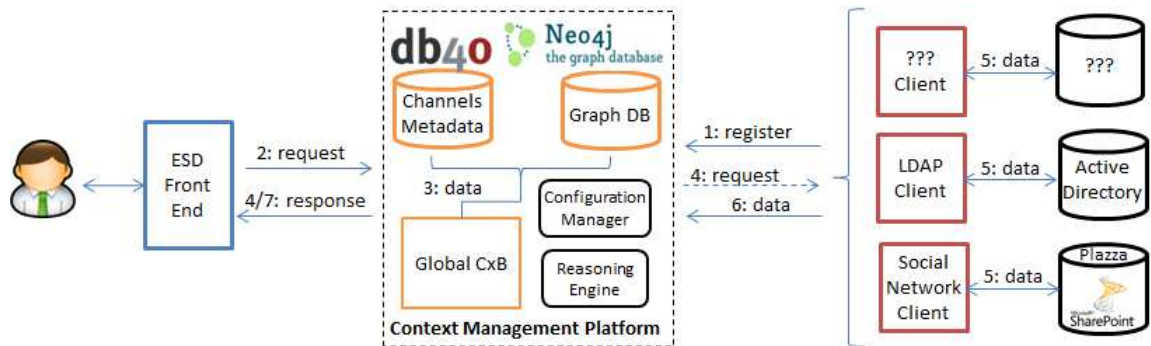 db4o
Neo4j
the graph database
Channels
Metadata
Graph DB
ESD
Front
End
2: request
4/7: response
3: data
Global CxB
Configuration
Manager
Reasoning
Engine
Context Management Platform
1: register
4: request
6: data
???
Client
5: data
???
LDAP
Client
5: data
Active
Directory
Social
Network
Client
5: data
Plazza
Microsoft
SharePoint